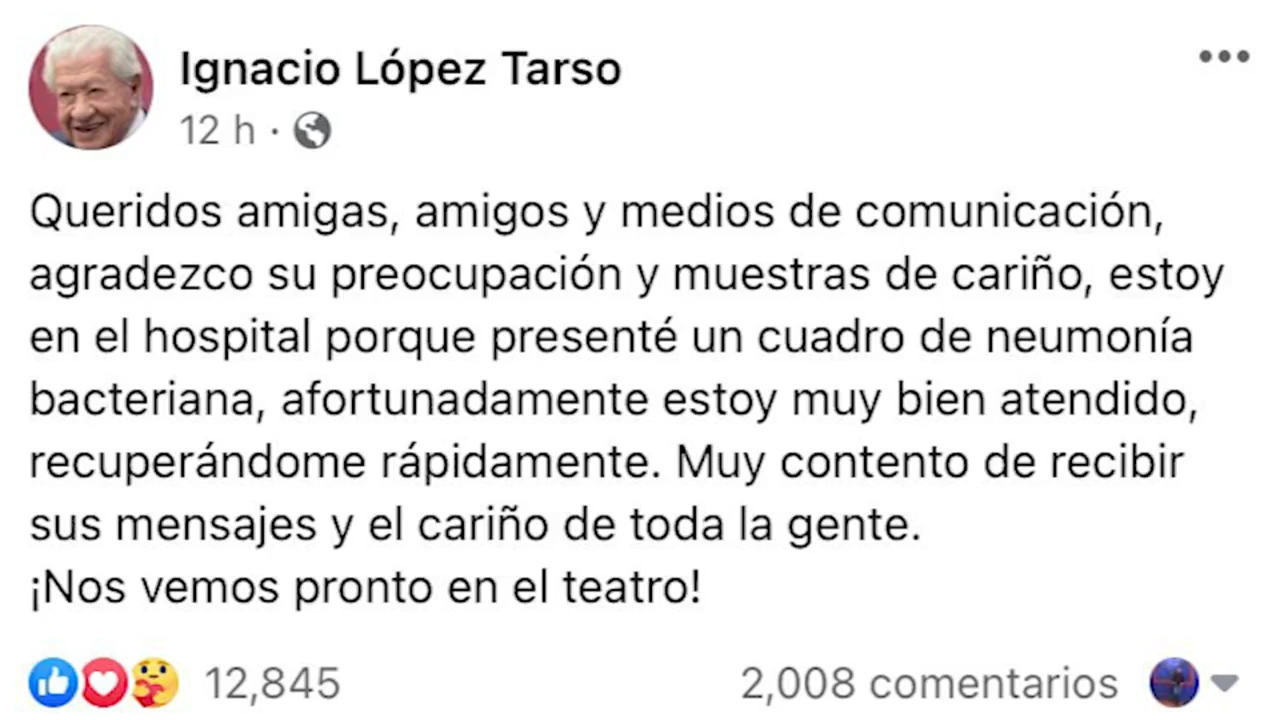 Ignacio López Tarso
12 h ·
Queridos amigas, amigos y medios de comunicación,
agradezco su preocupación y muestras de cariño, estoy
en el hospital porque presenté un cuadro de neumonía
bacteriana, afortunadamente estoy muy bien atendido,
recuperándome rápidamente. Muy contento de recibir
sus mensajes y el cariño de toda la gente.
¡Nos vemos pronto en el teatro!
12,845 2,008 comentarios